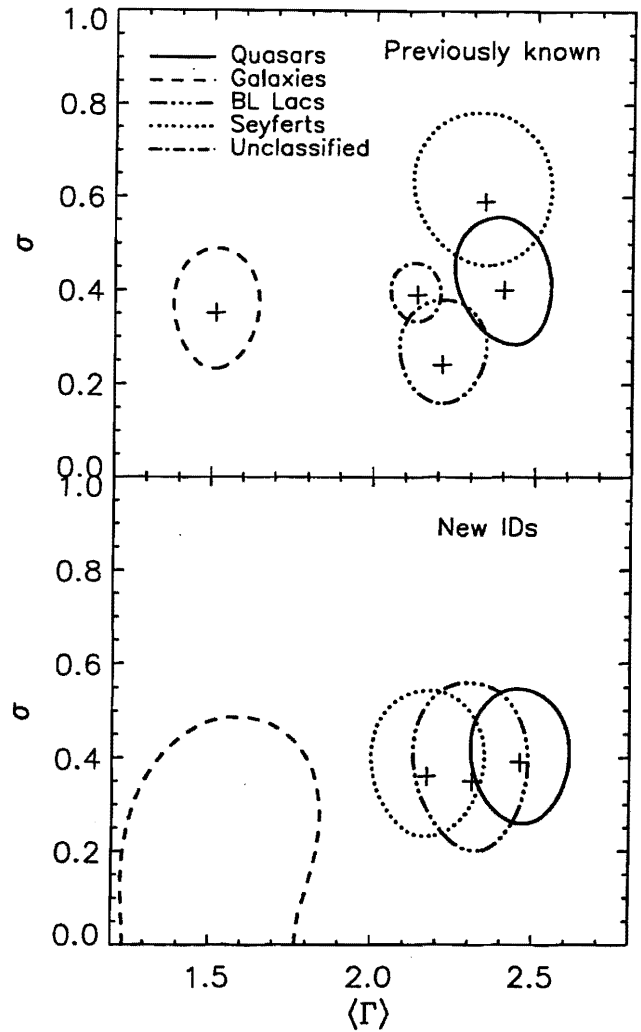 1.0
Quasars
Previously known
Galaxies
BL Lacs
0.8
Seyferts
Unclassified
0.6
σ
0.4
0.2
0.0
1.0
New IDs
0.8
0.6
σ
0.4
0.2
0.0
1.5
2.0
2.5
⟨Γ⟩